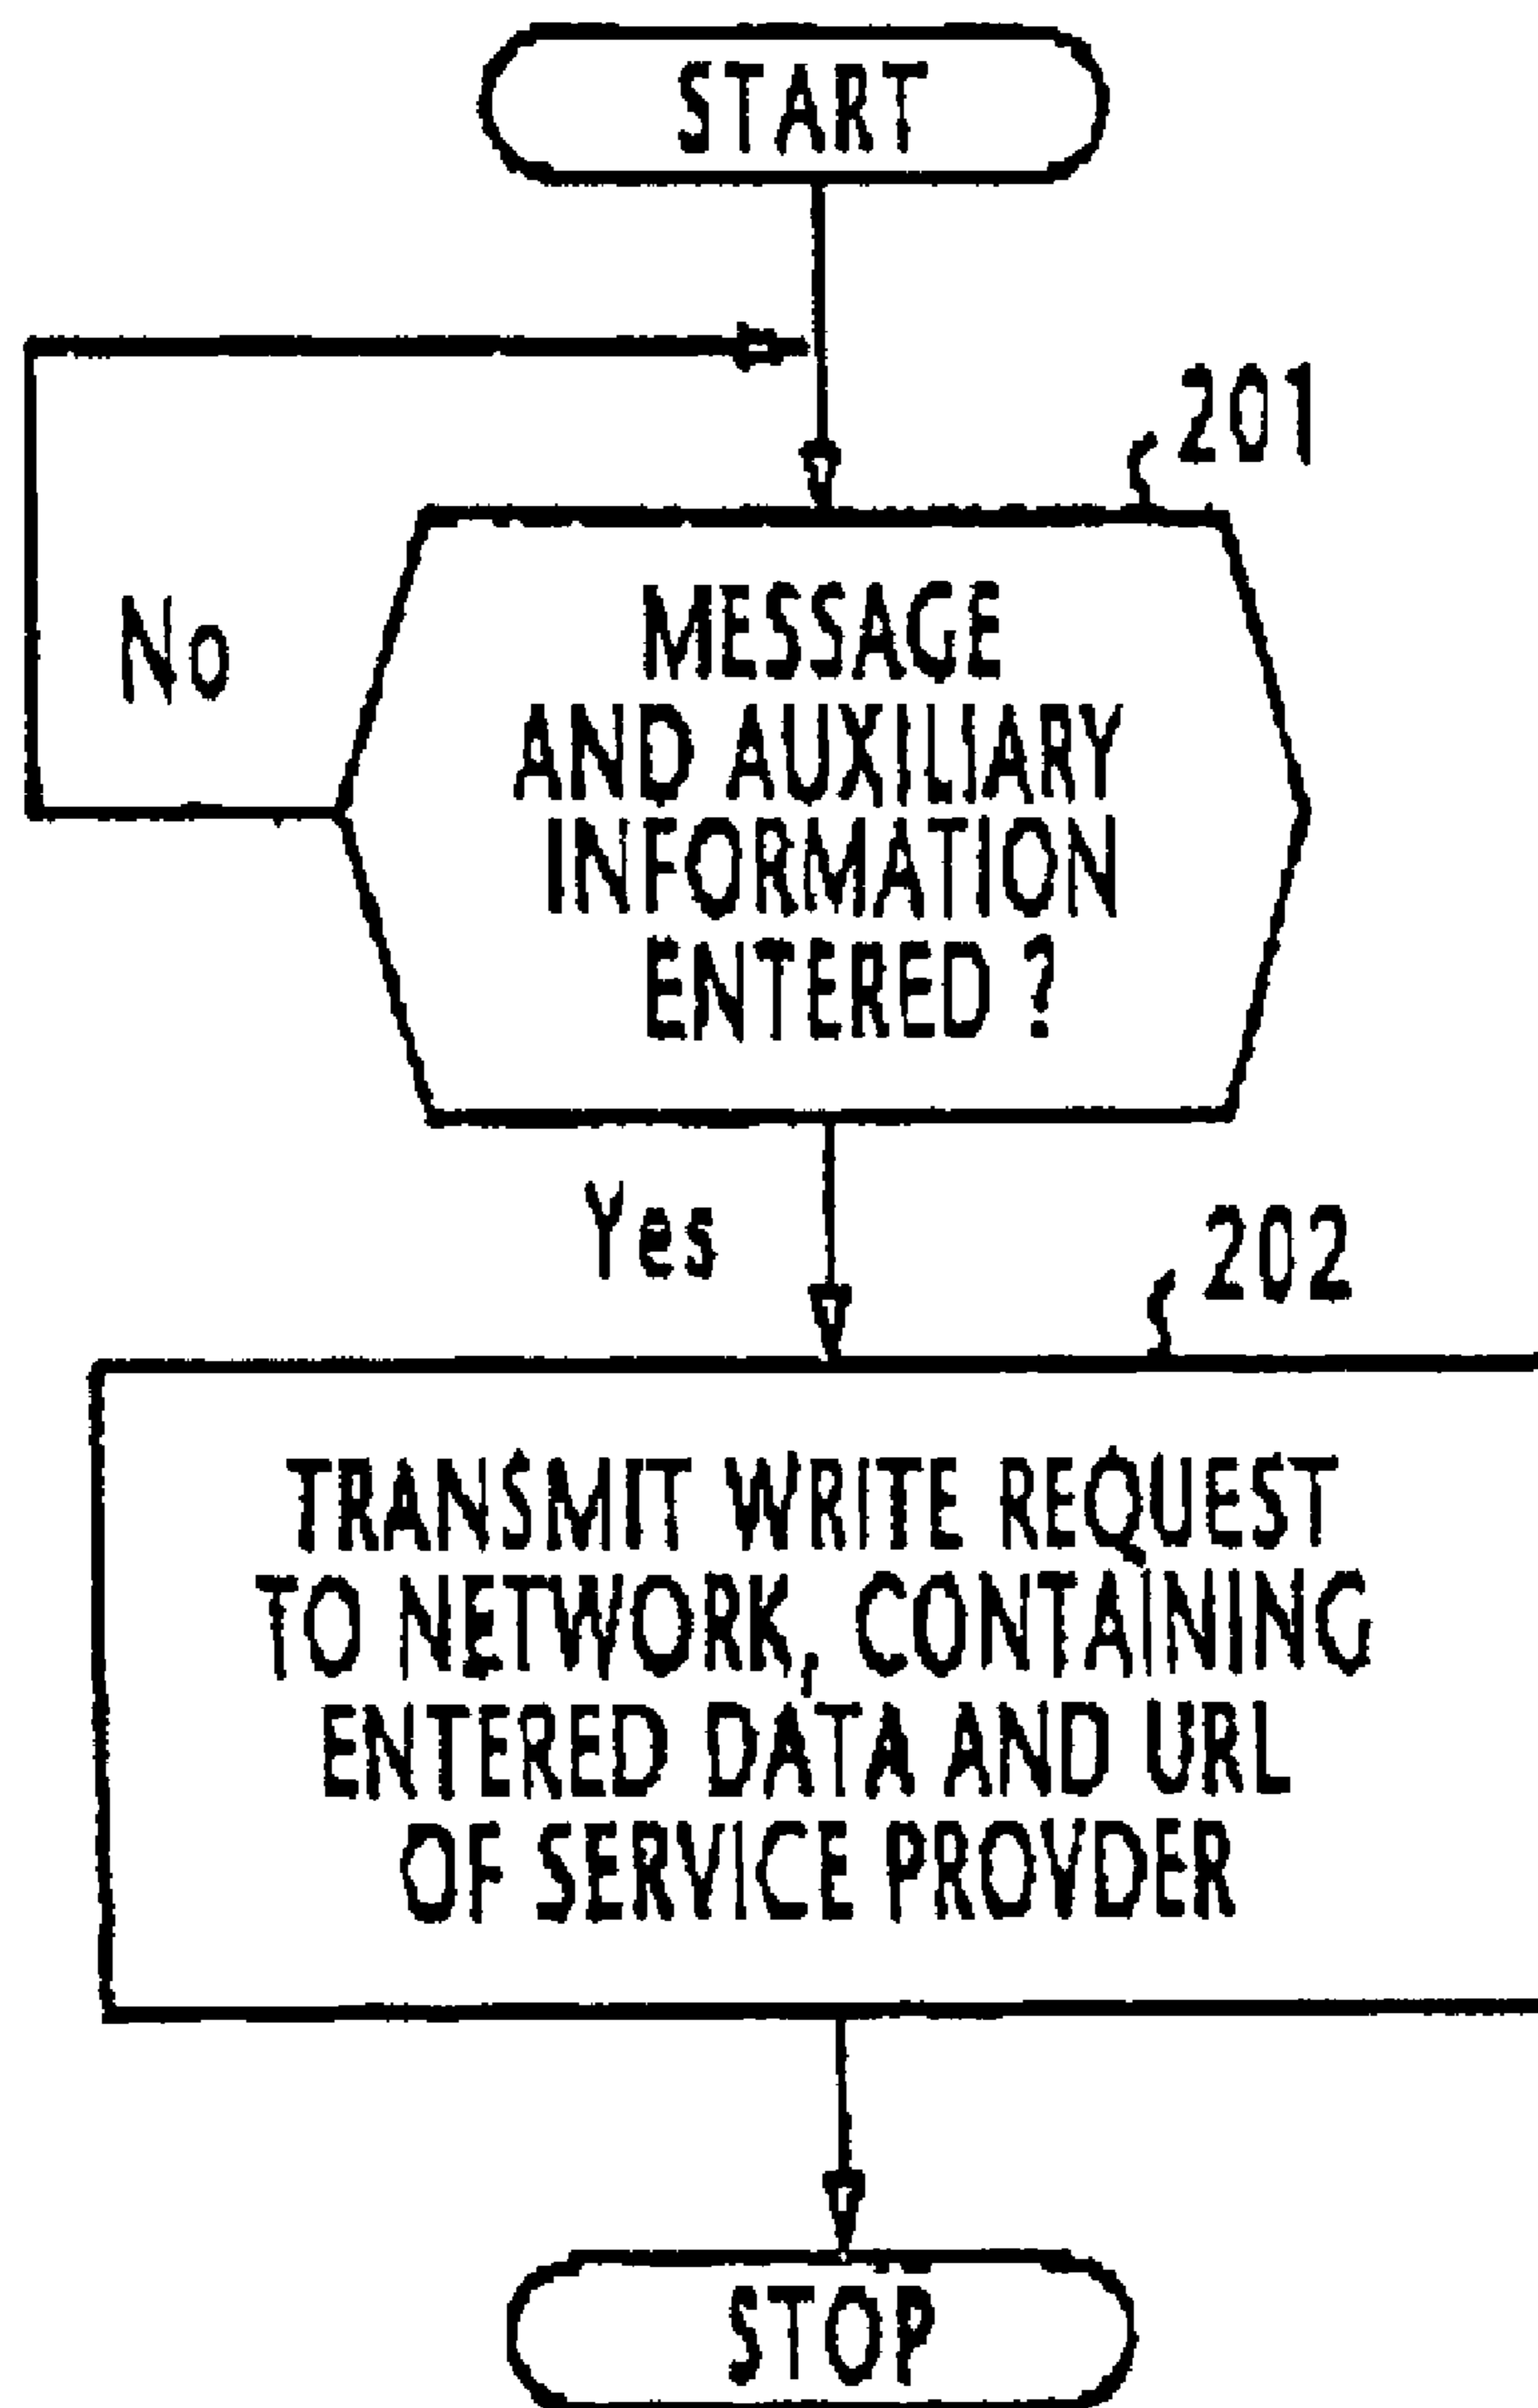 START
201
No
MESSAGE
AND AUXILIARY
INFORMATION
ENTERED ?
Yes
202
TRANSMIT WRITE REQUEST
TO NETWORK, CONTAINING
ENTERED DATA AND URL
OF SERVICE PROVDER
STOP